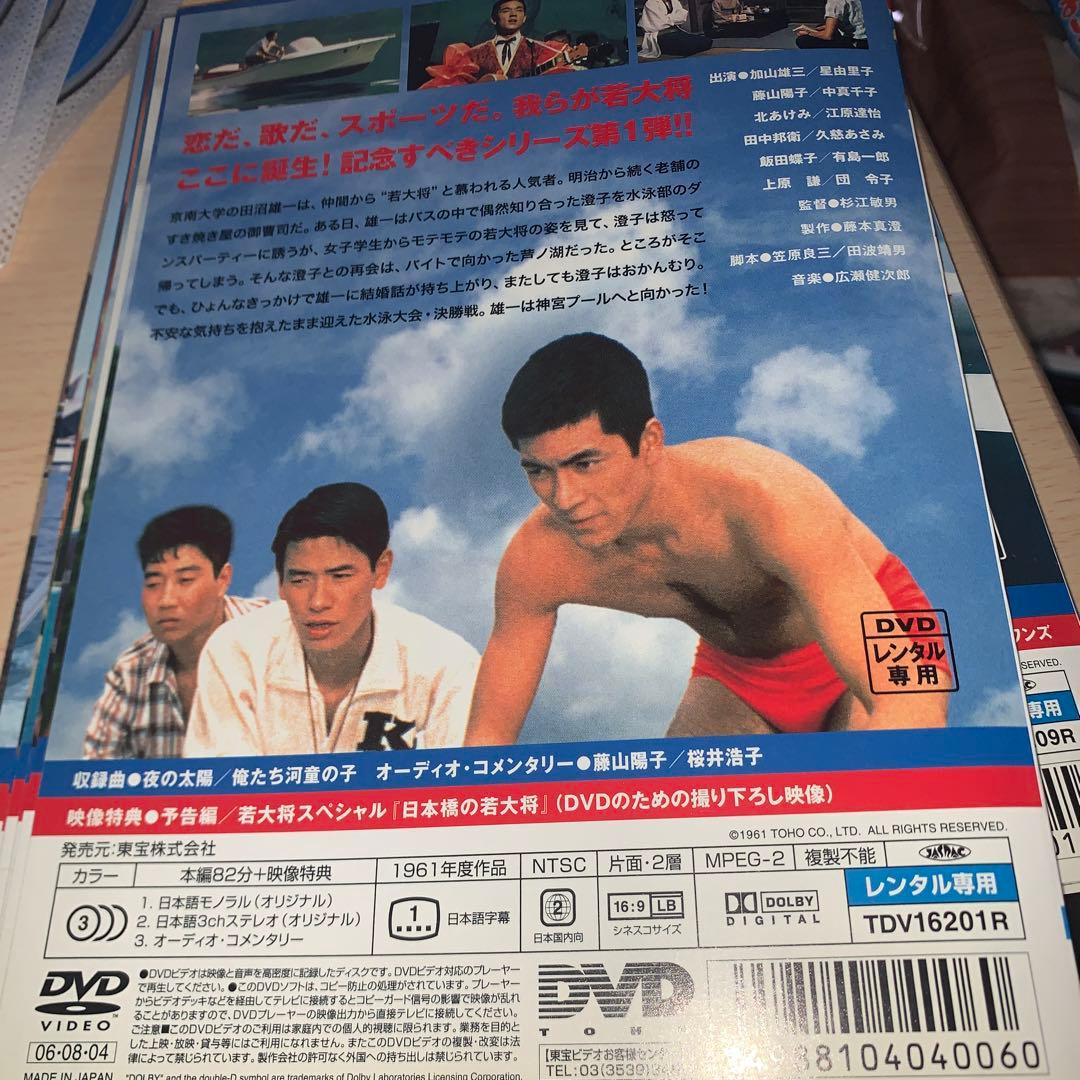 恋だ、歌だ、スポーツだ。我らが若大将
ここに誕生!記念すべきシリーズ第1弾!!
京南大学の田沼雄一は、仲間から“若大将”と慕われる人気者。明治から続く老舗の
すき焼き屋の御曹司だ。ある日、雄一はバスの中で偶然知り合った澄子を水泳部のダ
ンスパーティーに誘うが、女子学生からモテモテの若大将の姿を見て、澄子は怒って
帰ってしまう。そんな澄子との再会は、バイトで向かった芦ノ湖だった。ところがそこ
でも、ひょんなきっかけで雄一に結婚話が持ち上がり、またしても澄子はおかんむり。
不安な気持ちを抱えたまま迎えた水泳大会・決勝戦。雄一は神宮プールへと向かった!
出演●加山雄三/星由里子
藤山陽子/中真千子
北あけみ/江原達怡
田中邦衛/久慈あさみ
飯田蝶子/有島一郎
上原 謙/団 令子
監督●杉江敏男
製作●藤本真澄
脚本●笠原良三/田波靖男
音楽●広瀬健次郎
K
DVD
レンタル
専用
収録曲●夜の太陽/俺たち河童の子 オーディオ・コメンタリー●藤山陽子/桜井浩子
映像特典●予告編/若大将スペシャル『日本橋の若大将』(DVDのための撮り下ろし映像)
©1961 TOHO CO., LTD. ALL RIGHTS RESERVED.
発売元:東宝株式会社
カラー 本編82分+映像特典 1961年度作品 NTSC 片面・2層 MPEG-2 複製不能 JASRAC
3
1. 日本語モノラル(オリジナル)
2. 日本語3chステレオ(オリジナル)
3. オーディオ・コメンタリー
1 日本語字幕
2
日本国内向
16:9 LB
シネスコサイズ
DOLBY
DIGITAL
レンタル専用
TDV16201R
DVD
VIDEO
06・08・04
MADE IN JAPAN
●DVDビデオは映像と音声を高密度に記録したディスクです。DVDビデオ対応のプレーヤー
で再生してください。●このDVDソフトは、コピー防止の処理がされています。プレーヤー
からビデオデッキなどを経由してテレビに接続するとコピーガード信号の影響で映像が乱れ
ることがありますので、DVDプレーヤーの映像出力から直接テレビに接続してください。
ご注意■このDVDビデオのご利用は家庭内での個人的視聴に限られます。業務を目的とし
た上映・放映・貸与等にはご利用になれません。またこのDVDビデオの複製・改変は法
律によって禁じられています。製作会社の許可なく外国への持ち出しは禁じられています。
"DOLBY" and the double-D symbol are trademarks of Dolby Laboratories Licensing Corporation.
DVD
【東宝ビデオお客様セン
TEL:03(3539)3
88104040060
ワンズ
SERVED.
専用
09R